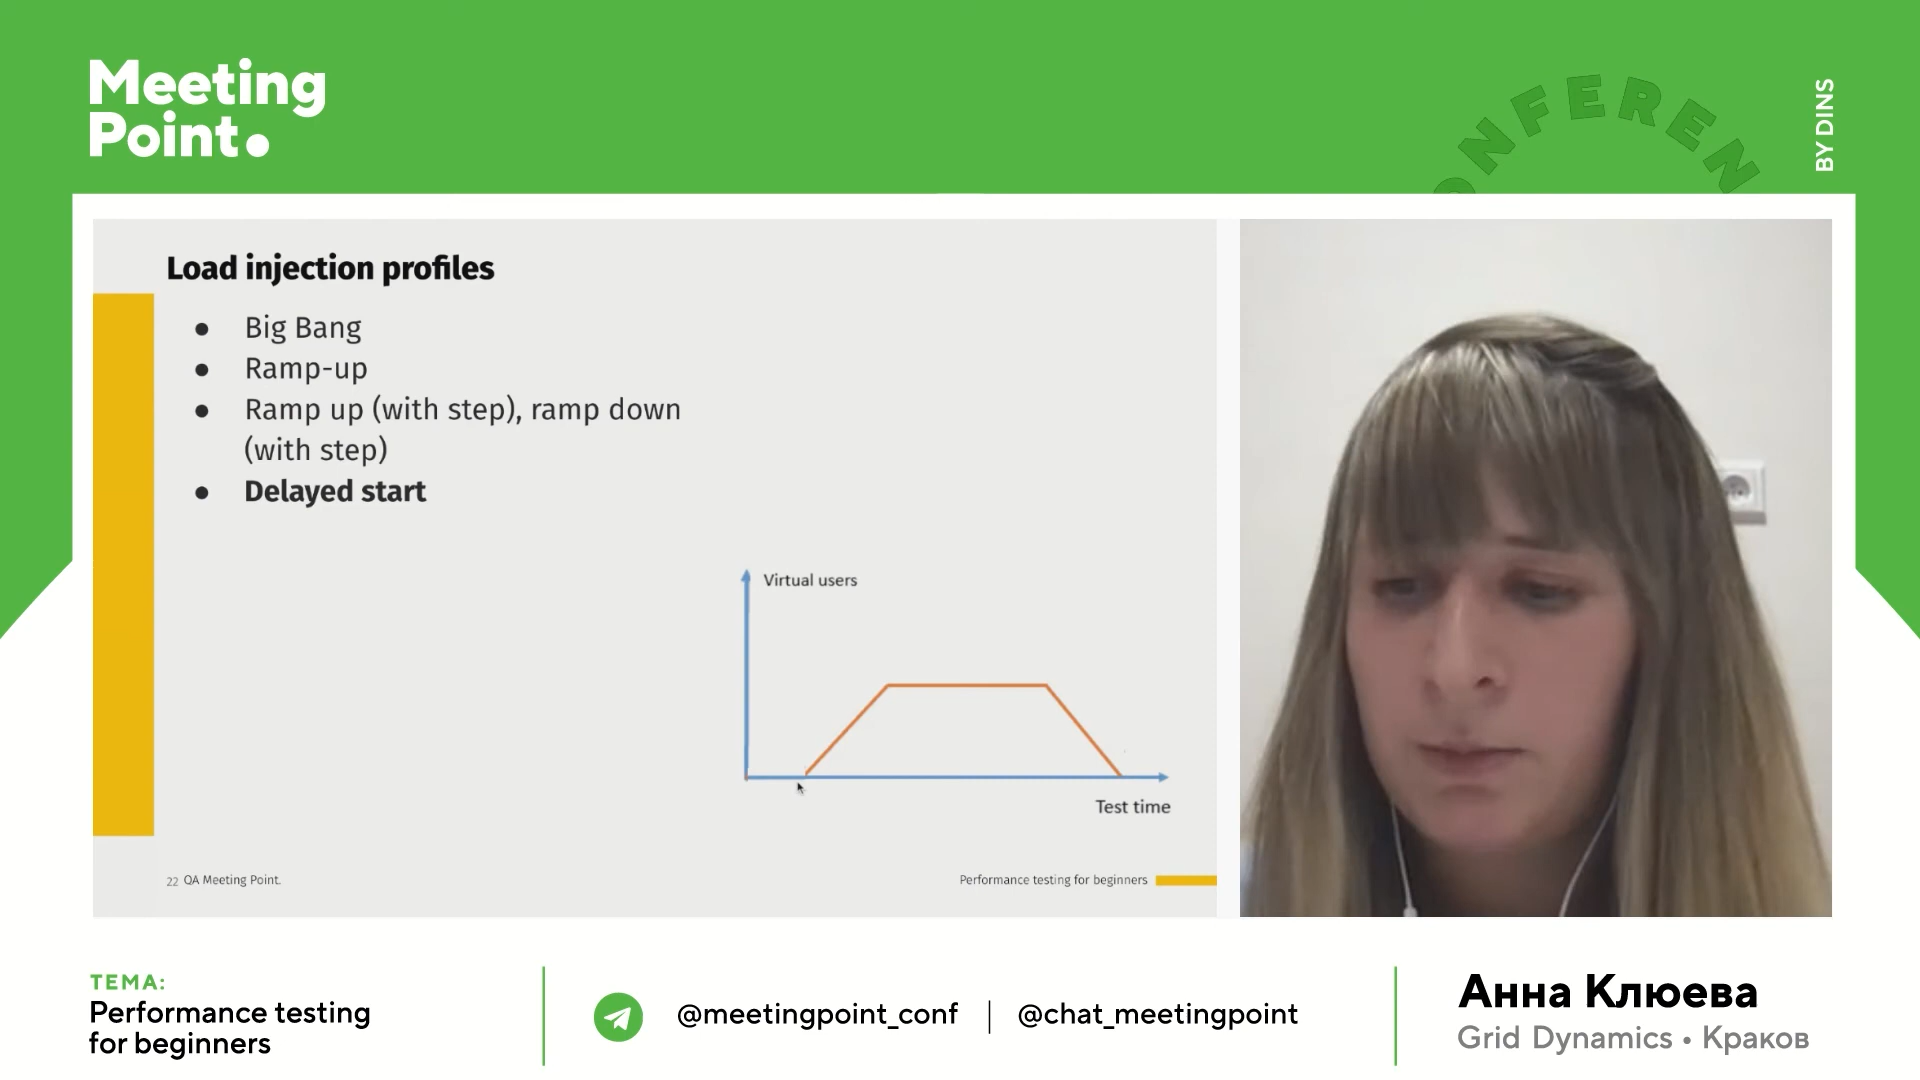 Meeting
Point.
ONFEREN
BY DINS
Load injection profiles
● Big Bang
● Ramp-up
● Ramp up (with step), ramp down
(with step)
● Delayed start
Virtual users
Test time
22 QA Meeting Point.
Performance testing for beginners
ТЕМА:
Performance testing
for beginners
@meetingpoint_conf | @chat_meetingpoint
Анна Клюева
Grid Dynamics • Краков